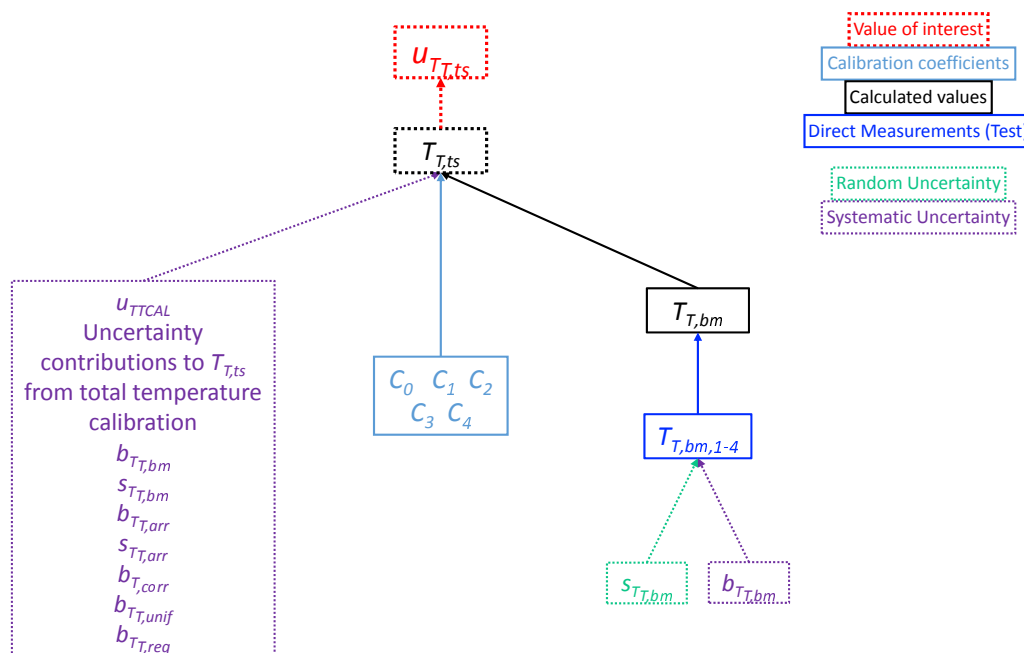 u_{T_{T,ts}}
T_{T,ts}
Value of interest
Calibration coefficients
Calculated values
Direct Measurements (Test)
Random Uncertainty
Systematic Uncertainty
u_{TTCAL}
Uncertainty
contributions to T_{T,ts}
from total temperature
calibration
b_{T_{T,bm}}
s_{T_{T,bm}}
b_{T_{T,arr}}
s_{T_{T,arr}}
b_{T,corr}
b_{T_{T,unif}}
b_{T_{T,reg}}
C_0 C_1 C_2
C_3 C_4
T_{T,bm}
T_{T,bm,1-4}
s_{T_{T,bm}}
b_{T_{T,bm}}